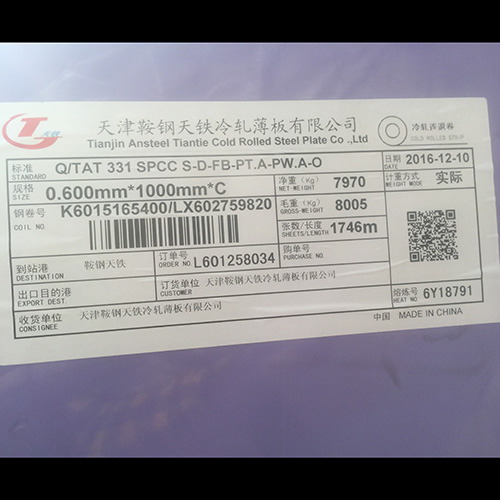 天铁
天津鞍钢天铁冷轧薄板有限公司
Tianjin Ansteel Tiantie Cold Rolled Steel Plate Co .,Ltd
冷轧连退卷
COLD ROLLED STRIP
标准 STANDARD Q/TAT 331 SPCC S-D-FB-PT.A-PW.A-O 日期 DATE 2016-12-10
规格 SIZE 0.600mm*1000mm*C 净重 (Kg) NET-WEIGHT 7970 计重方式 WEIGHT MODE 实际
钢卷号 COIL NO. K6015165400/LX602759820 毛重 (Kg) GROSS-WEIGHT 8005
张数/长度 SHEETS/LENGTH 1746m
到站港 DESTINATION 鞍钢天铁 订单号 ORDER NO. L601258034 购单号 PURCHASE NO.
出口目的港 EXPORT DEST. 订货单位 CUSTOMER 天津鞍钢天铁冷轧薄板有限公司
收货单位 CONSIGNEE 天津鞍钢天铁冷轧薄板有限公司 熔炼号 HEAT NO 6Y18791
中国 MADE IN CHINA